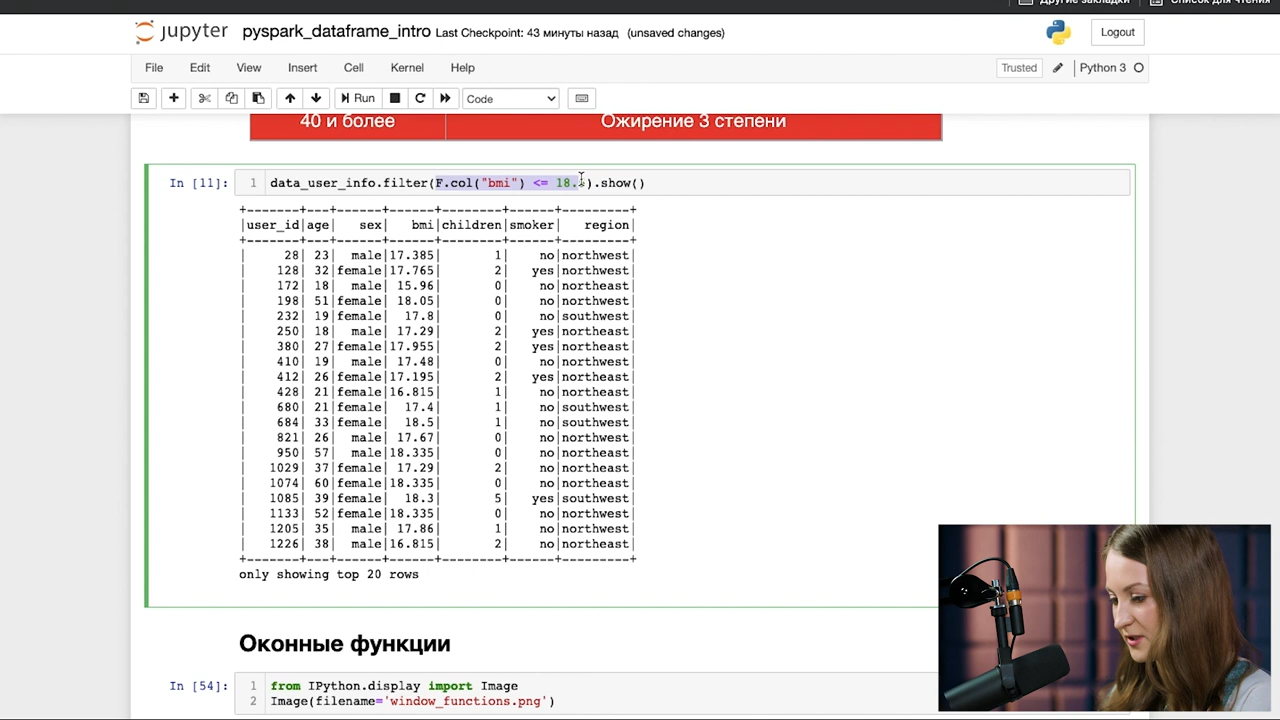 Другие закладки Список для чтения
jupyter pyspark_dataframe_intro Last Checkpoint: 43 минуты назад (unsaved changes) Logout
File Edit View Insert Cell Kernel Help Trusted Python 3
Run Code
40 и более Ожирение 3 степени
In [11]: 1 data_user_info.filter(F.col("bmi") <= 18. ).show()
+-------+---+------+------+--------+------+---------+
|user_id|age| sex| bmi|children|smoker| region|
+-------+---+------+------+--------+------+---------+
| 28| 23| male|17.385| 1| no|northwest|
| 128| 32|female|17.765| 2| yes|northwest|
| 172| 18| male| 15.96| 0| no|northeast|
| 198| 51|female| 18.05| 0| no|northwest|
| 232| 19|female| 17.8| 0| no|southwest|
| 250| 18| male| 17.29| 2| yes|northeast|
| 380| 27|female|17.955| 2| yes|northeast|
| 410| 19| male| 17.48| 0| no|northwest|
| 412| 26|female|17.195| 2| yes|northeast|
| 428| 21|female|16.815| 1| no|northeast|
| 680| 21|female| 17.4| 1| no|southwest|
| 684| 33|female| 18.5| 1| no|southwest|
| 821| 26| male| 17.67| 0| no|northwest|
| 950| 57| male|18.335| 0| no|northeast|
| 1029| 37|female| 17.29| 2| no|northeast|
| 1074| 60|female|18.335| 0| no|northeast|
| 1085| 39|female| 18.3| 5| yes|southwest|
| 1133| 52|female|18.335| 0| no|northwest|
| 1205| 35| male| 17.86| 1| no|northwest|
| 1226| 38| male|16.815| 2| no|northeast|
+-------+---+------+------+--------+------+---------+
only showing top 20 rows
Оконные функции
In [54]: 1 from IPython.display import Image
2 Image(filename='window_functions.png')